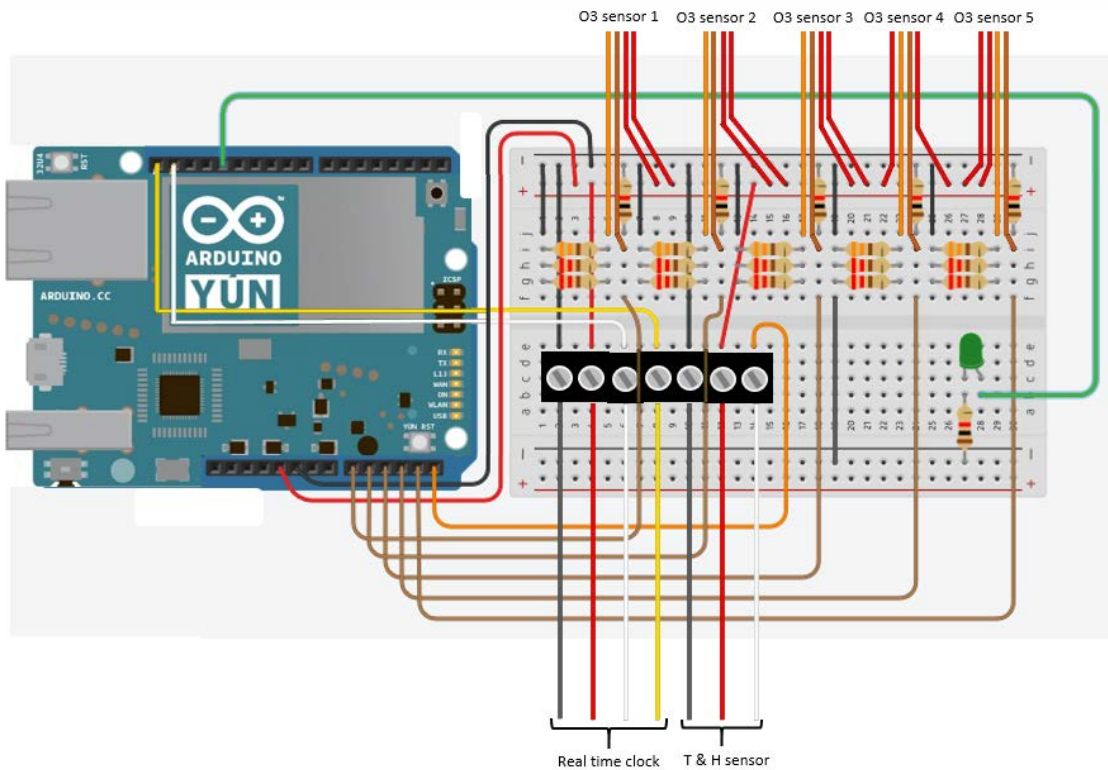 O3 sensor 1 O3 sensor 2 O3 sensor 3 O3 sensor 4 O3 sensor 5
32U4 RST
ARDUINO
YÚN
ARDUINO.CC
ICSP
RX
TX
L13
WAN
ON
WLAN
USB
YÚN RST
Real time clock T & H sensor